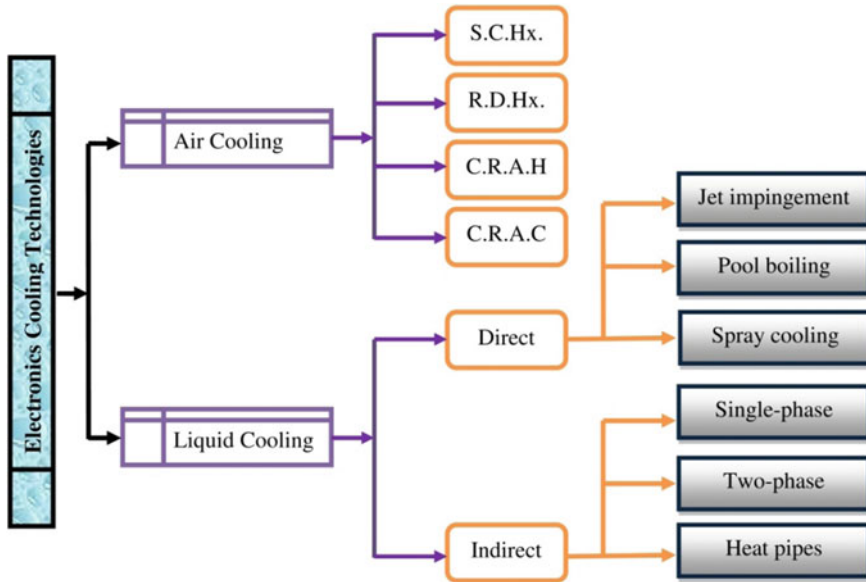 Electronics Cooling Technologies
Air Cooling
S.C.Hx.
R.D.Hx.
C.R.A.H
C.R.A.C
Liquid Cooling
Direct
Jet impingement
Pool boiling
Spray cooling
Indirect
Single-phase
Two-phase
Heat pipes